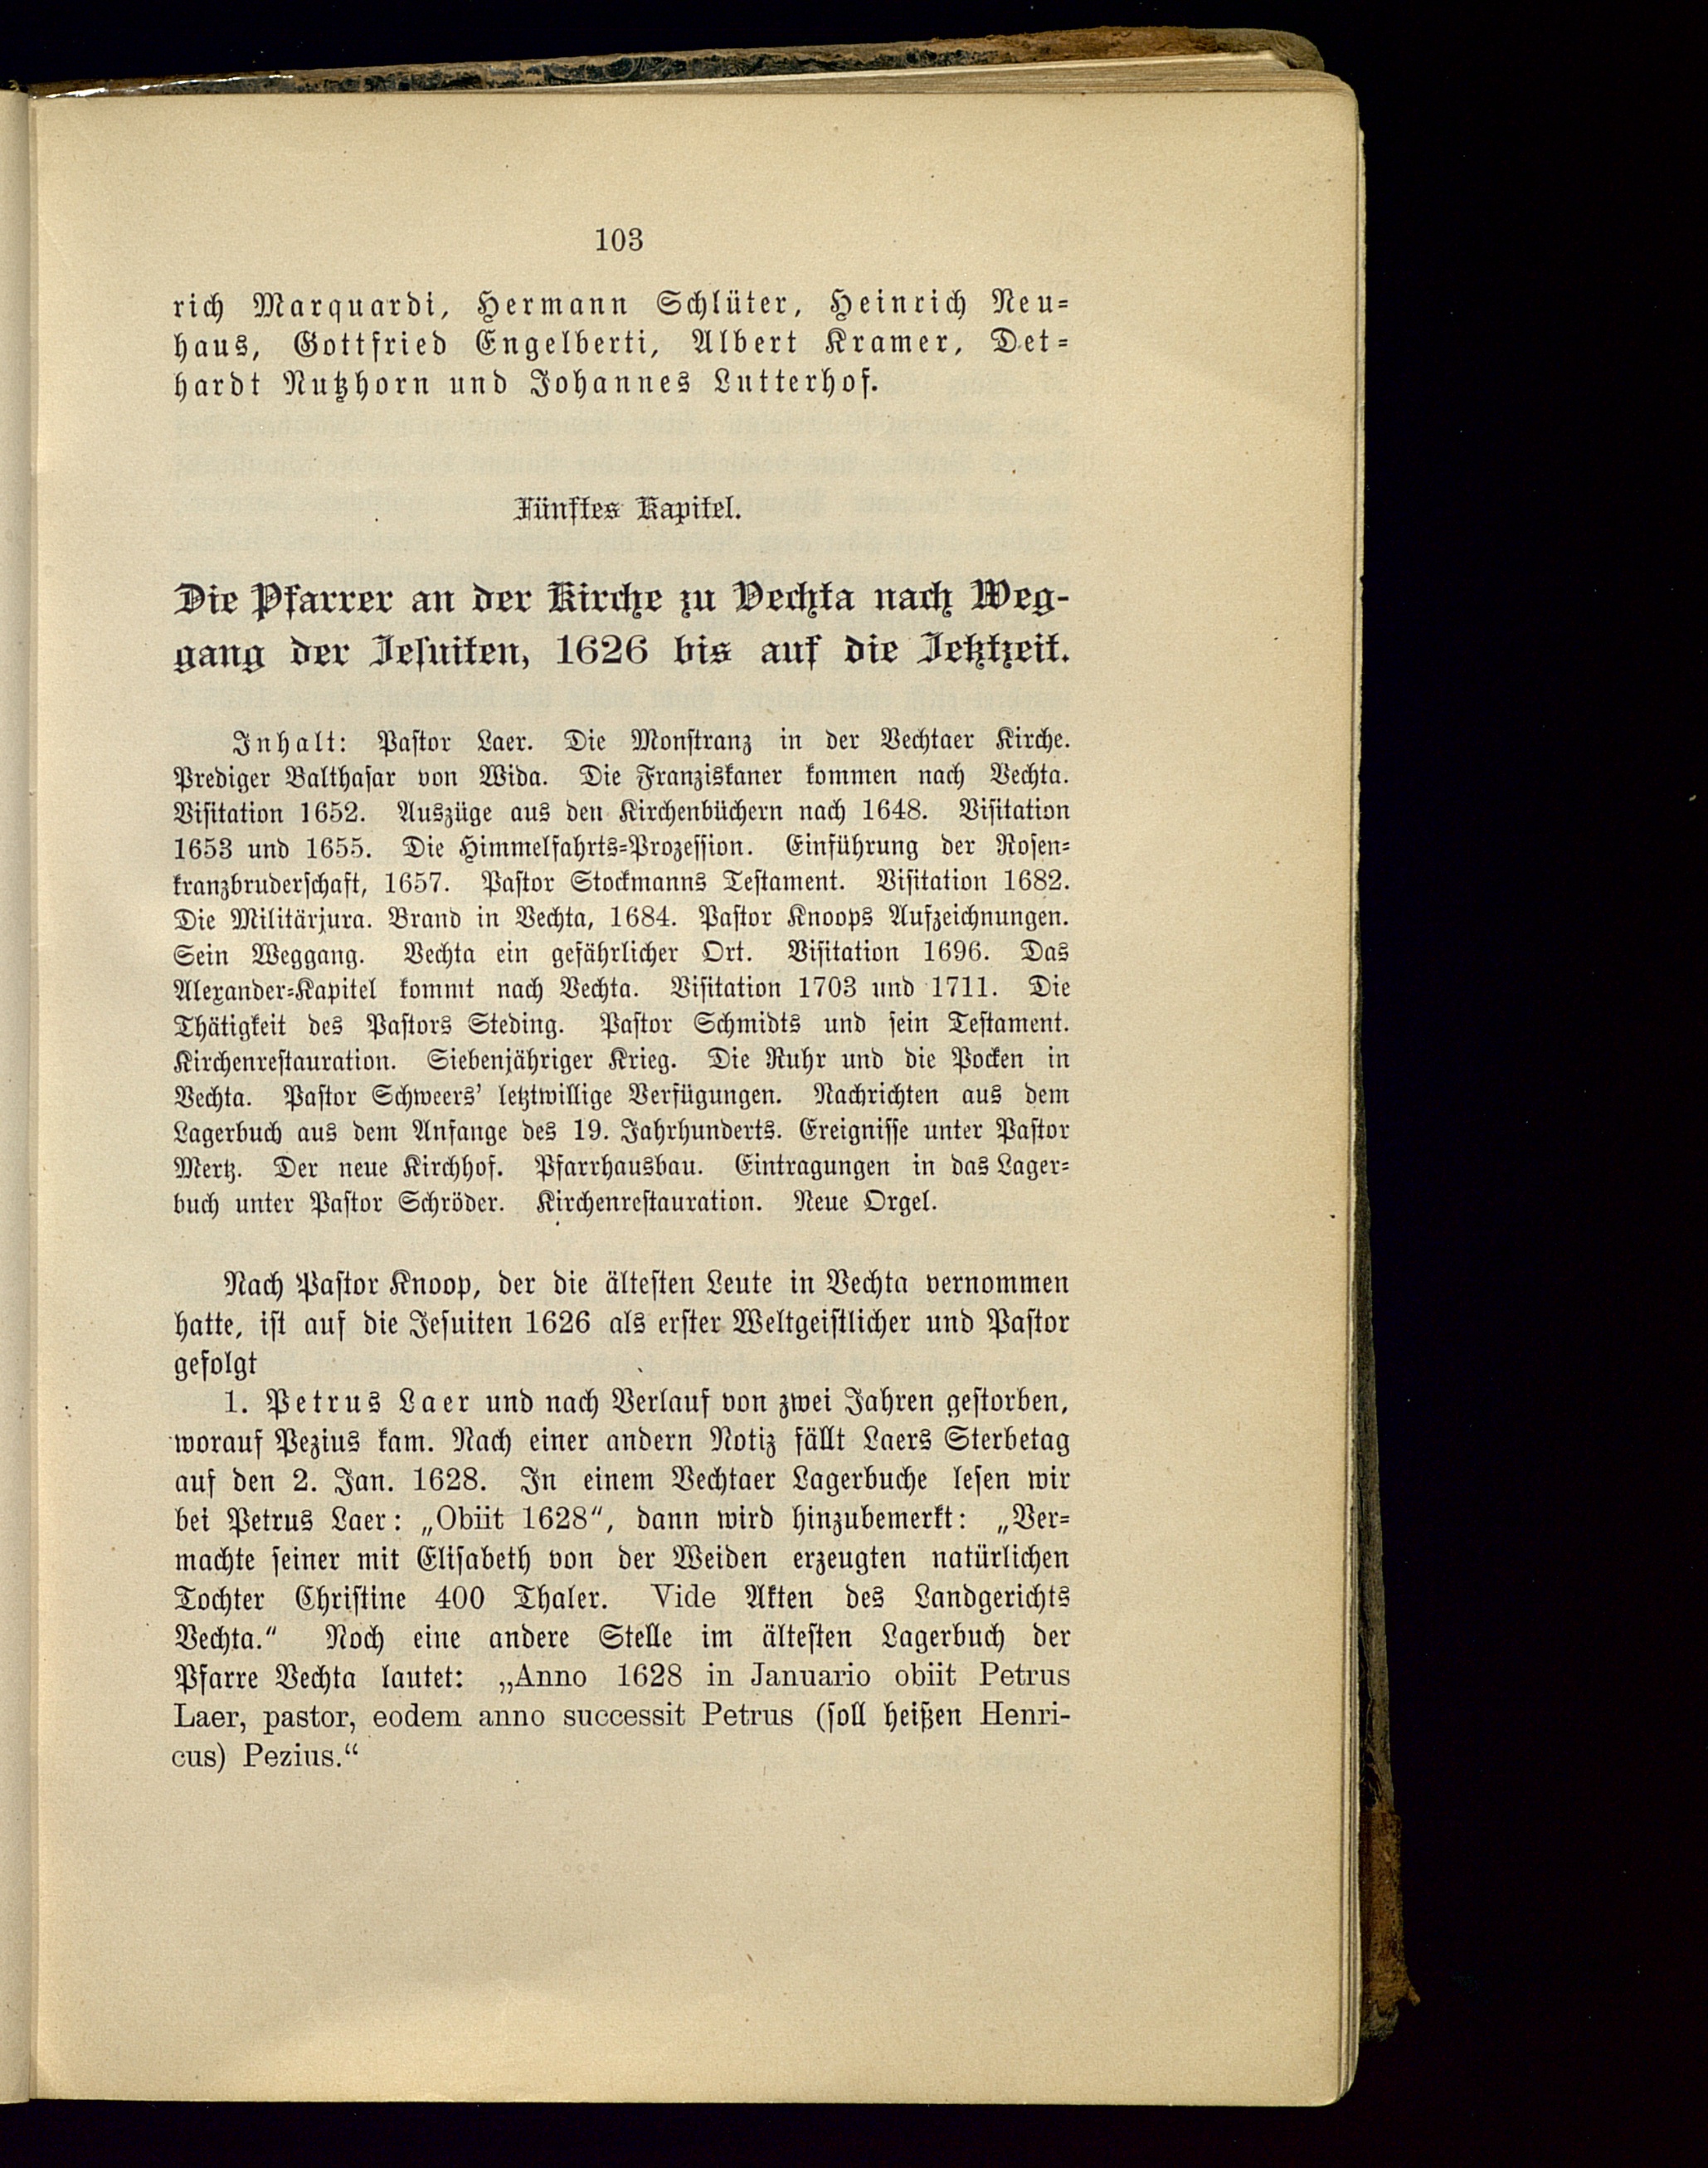 103
rich Marquardi, Hermann Schlüter, Heinrich Neu-
haus, Gottfried Engelberti, Albert Kramer, Det-
hardt Nutzhorn und Johannes Lutterhof.
Fünftes Kapitel.
Die Pfarrer an der Kirche zu Vechta nach Weg-
gang der Jesuiten, 1626 bis auf die Jetztzeit.
Inhalt: Pastor Laer. Die Monstranz in der Vechtaer Kirche.
Prediger Balthasar von Wida. Die Franziskaner kommen nach Vechta.
Visitation 1652. Auszüge aus den Kirchenbüchern nach 1648. Visitation
1653 und 1655. Die Himmelfahrts-Prozession. Einführung der Rosen-
kranzbruderschaft, 1657. Pastor Stockmanns Testament. Visitation 1682.
Die Militärjura. Brand in Vechta, 1684. Pastor Knoops Aufzeichnungen.
Sein Weggang. Vechta ein gefährlicher Ort. Visitation 1696. Das
Alexander-Kapitel kommt nach Vechta. Visitation 1703 und 1711. Die
Thätigkeit des Pastors Steding. Pastor Schmidts und sein Testament.
Kirchenrestauration. Siebenjähriger Krieg. Die Ruhr und die Pocken in
Vechta. Pastor Schweers' letztwillige Verfügungen. Nachrichten aus dem
Lagerbuch aus dem Anfange des 19. Jahrhunderts. Ereignisse unter Pastor
Mertz. Der neue Kirchhof. Pfarrhausbau. Eintragungen in das Lager-
buch unter Pastor Schröder. Kirchenrestauration. Neue Orgel.
Nach Pastor Knoop, der die ältesten Leute in Vechta vernommen
hatte, ist auf die Jesuiten 1626 als erster Weltgeistlicher und Pastor
gefolgt
1. Petrus Laer und nach Verlauf von zwei Jahren gestorben,
worauf Pezius kam. Nach einer andern Notiz fällt Laers Sterbetag
auf den 2. Jan. 1628. In einem Vechtaer Lagerbuche lesen wir
bei Petrus Laer: „Obiit 1628“, dann wird hinzubemerkt: „Ver-
machte seiner mit Elisabeth von der Weiden erzeugten natürlichen
Tochter Christine 400 Thaler. Vide Akten des Landgerichts
Vechta.“ Noch eine andere Stelle im ältesten Lagerbuch der
Pfarre Vechta lautet: „Anno 1628 in Januario obiit Petrus
Laer, pastor, eodem anno successit Petrus (soll heißen Henri-
cus) Pezius.“